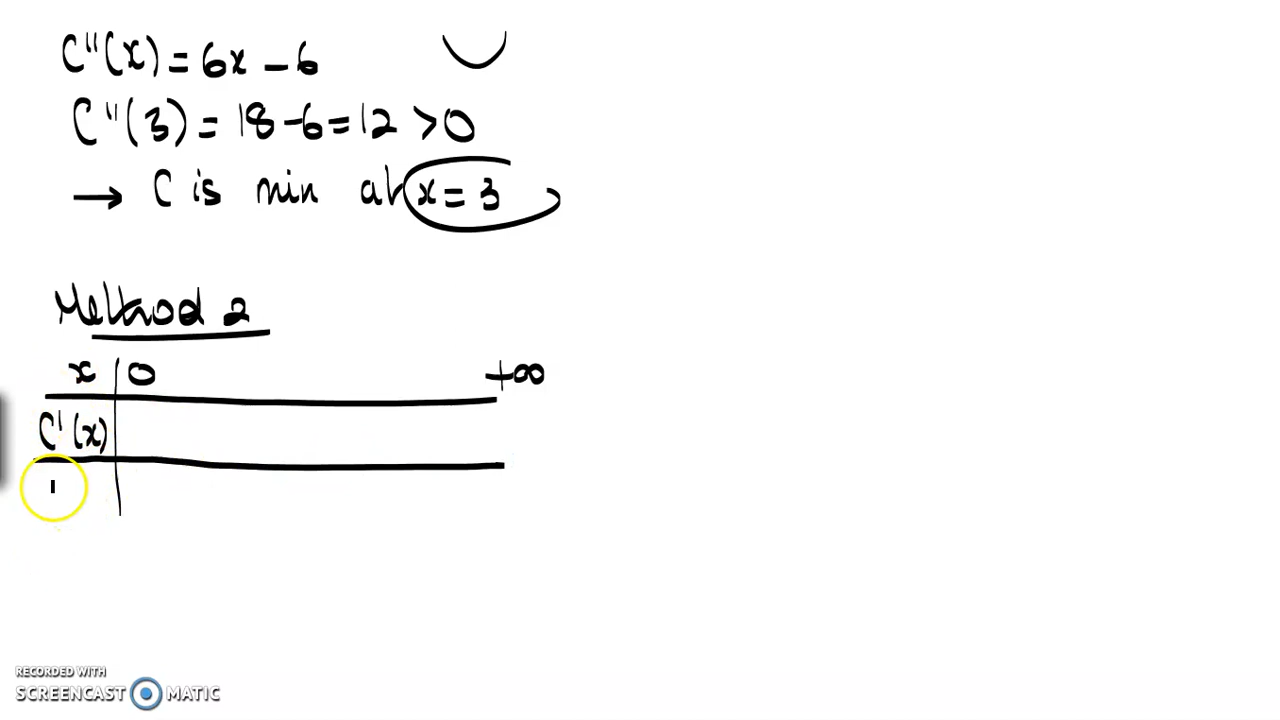 C''(x) = 6x - 6
C''(3) = 18 - 6 = 12 > 0
→ C is min at x = 3
Method 2
x 0 +∞
C'(x)
RECORDED WITH
SCREENCAST MATIC